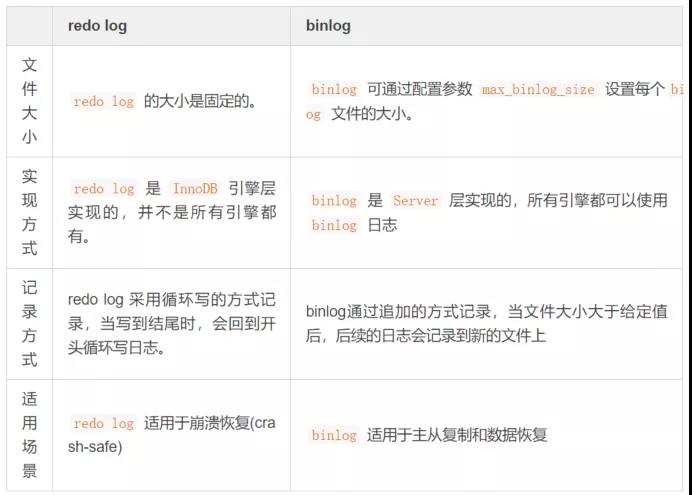 redo log
binlog
文
件
大
小
redo log 的大小是固定的。
binlog 可通过配置参数 max_binlog_size 设置每个 bi
og 文件的大小。
实
现
方
式
redo log 是 InnoDB 引擎层
实现的，并不是所有引擎都
有。
binlog 是 Server 层实现的，所有引擎都可以使用
binlog 日志
记
录
方
式
redo log 采用循环写的方式记
录，当写到结尾时，会回到开
头循环写日志。
binlog通过追加的方式记录，当文件大小大于给定值
后，后续的日志会记录到新的文件上
适
用
场
景
redo log 适用于崩溃恢复(cra
sh-safe)
binlog 适用于主从复制和数据恢复